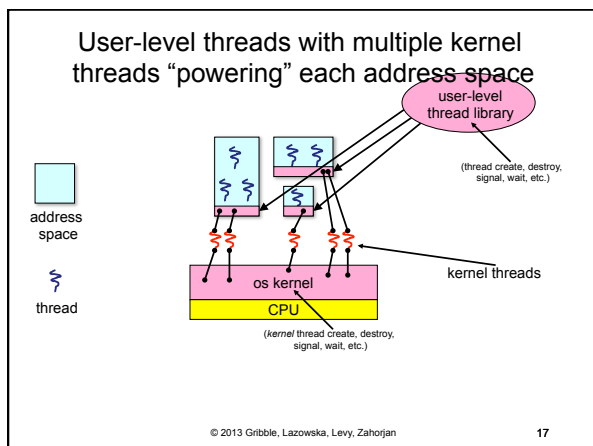 User-level threads with multiple kernel
threads “powering” each address space
user-level
thread library
(thread create, destroy,
signal, wait, etc.)
address
space
thread
kernel threads
os kernel
CPU
(kernel thread create, destroy,
signal, wait, etc.)
© 2013 Gribble, Lazowska, Levy, Zahorjan
17